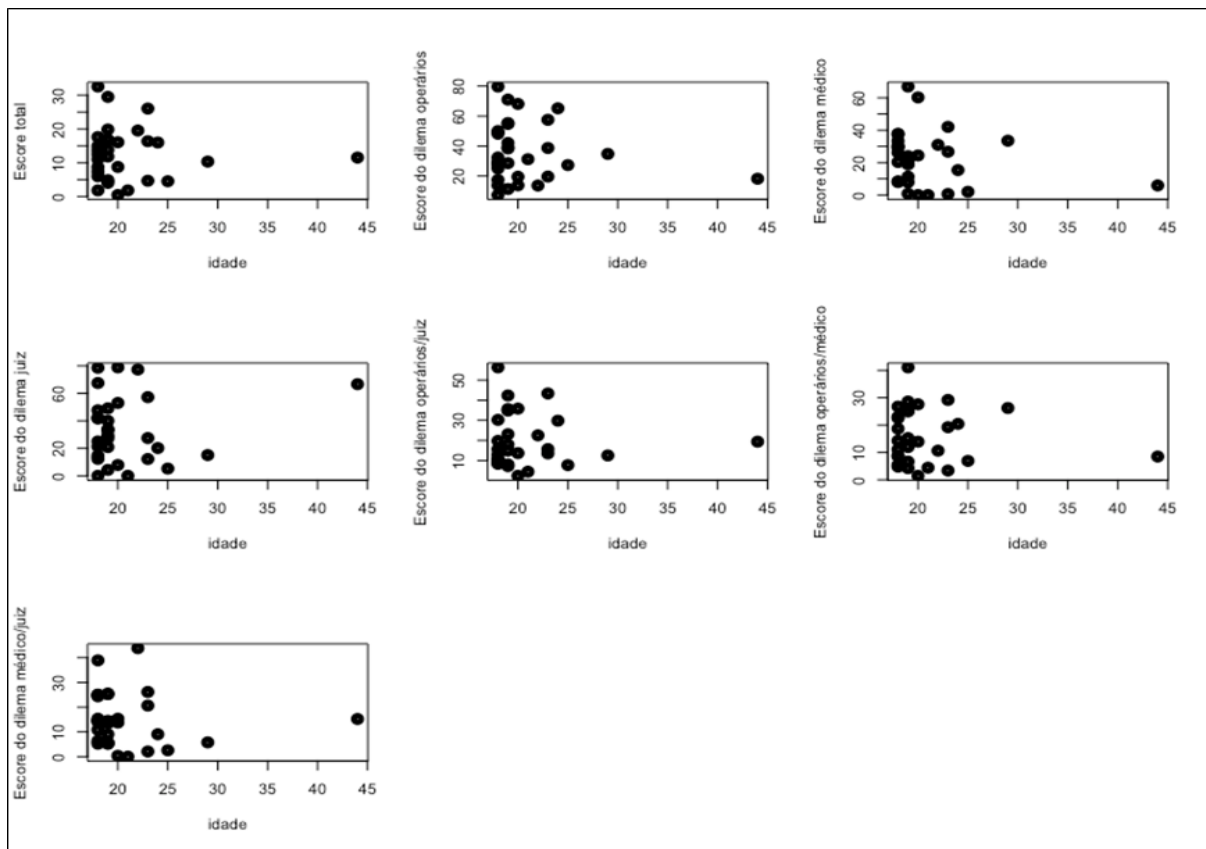 Escore total
30
20
10
0
20 25 30 35 40 45
idade
Escore do dilema operários
80
60
40
20
20 25 30 35 40 45
idade
Escore do dilema médico
60
40
20
0
20 25 30 35 40 45
idade
Escore do dilema juiz
60
20
0
20 25 30 35 40 45
idade
Escore do dilema operários/juiz
50
30
10
20 25 30 35 40 45
idade
Escore do dilema operários/médico
30
10
0
20 25 30 35 40 45
idade
Escore do dilema médico/juiz
30
10
0
20 25 30 35 40 45
idade